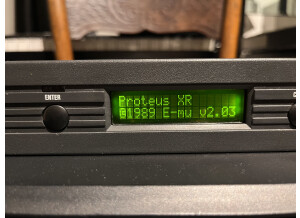 ENTER
Proteus XR
©1989 E-mu v2.03